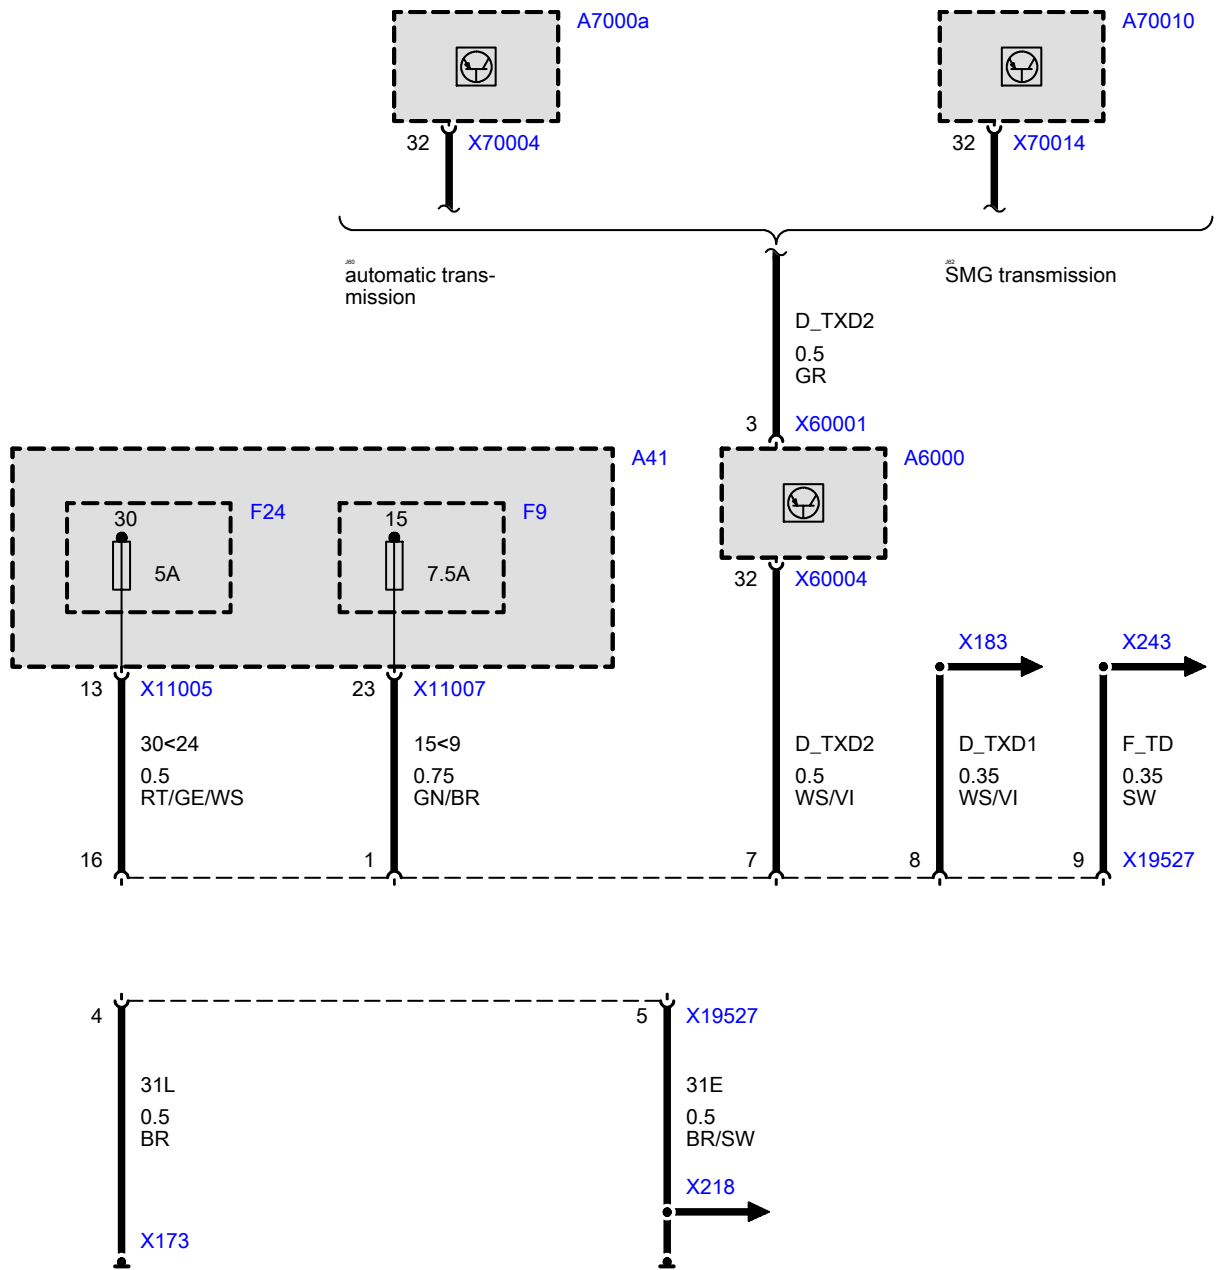 A7000a
A70010
32 X70004
32 X70014
J60
automatic trans-
mission
J62
SMG transmission
D_TXD2
0.5
GR
3 X60001
A41
A6000
F24
F9
30
15
5A
7.5A
32 X60004
X183
X243
13 X11005
23 X11007
30<24
0.5
RT/GE/WS
15<9
0.75
GN/BR
D_TXD2
0.5
WS/VI
D_TXD1
0.35
WS/VI
F_TD
0.35
SW
16
1
7
8
9 X19527
4
5 X19527
31L
0.5
BR
31E
0.5
BR/SW
X218
X173